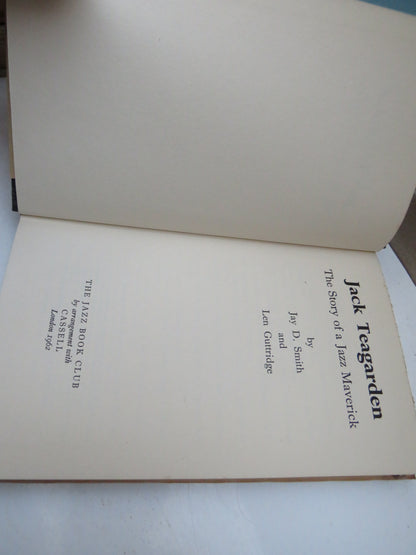 Jack Teagarden
The Story of a Jazz Maverick
by
Jay D. Smith
and
Len Guttridge
THE JAZZ BOOK CLUB
by arrangement with
CASSELL
London 1962